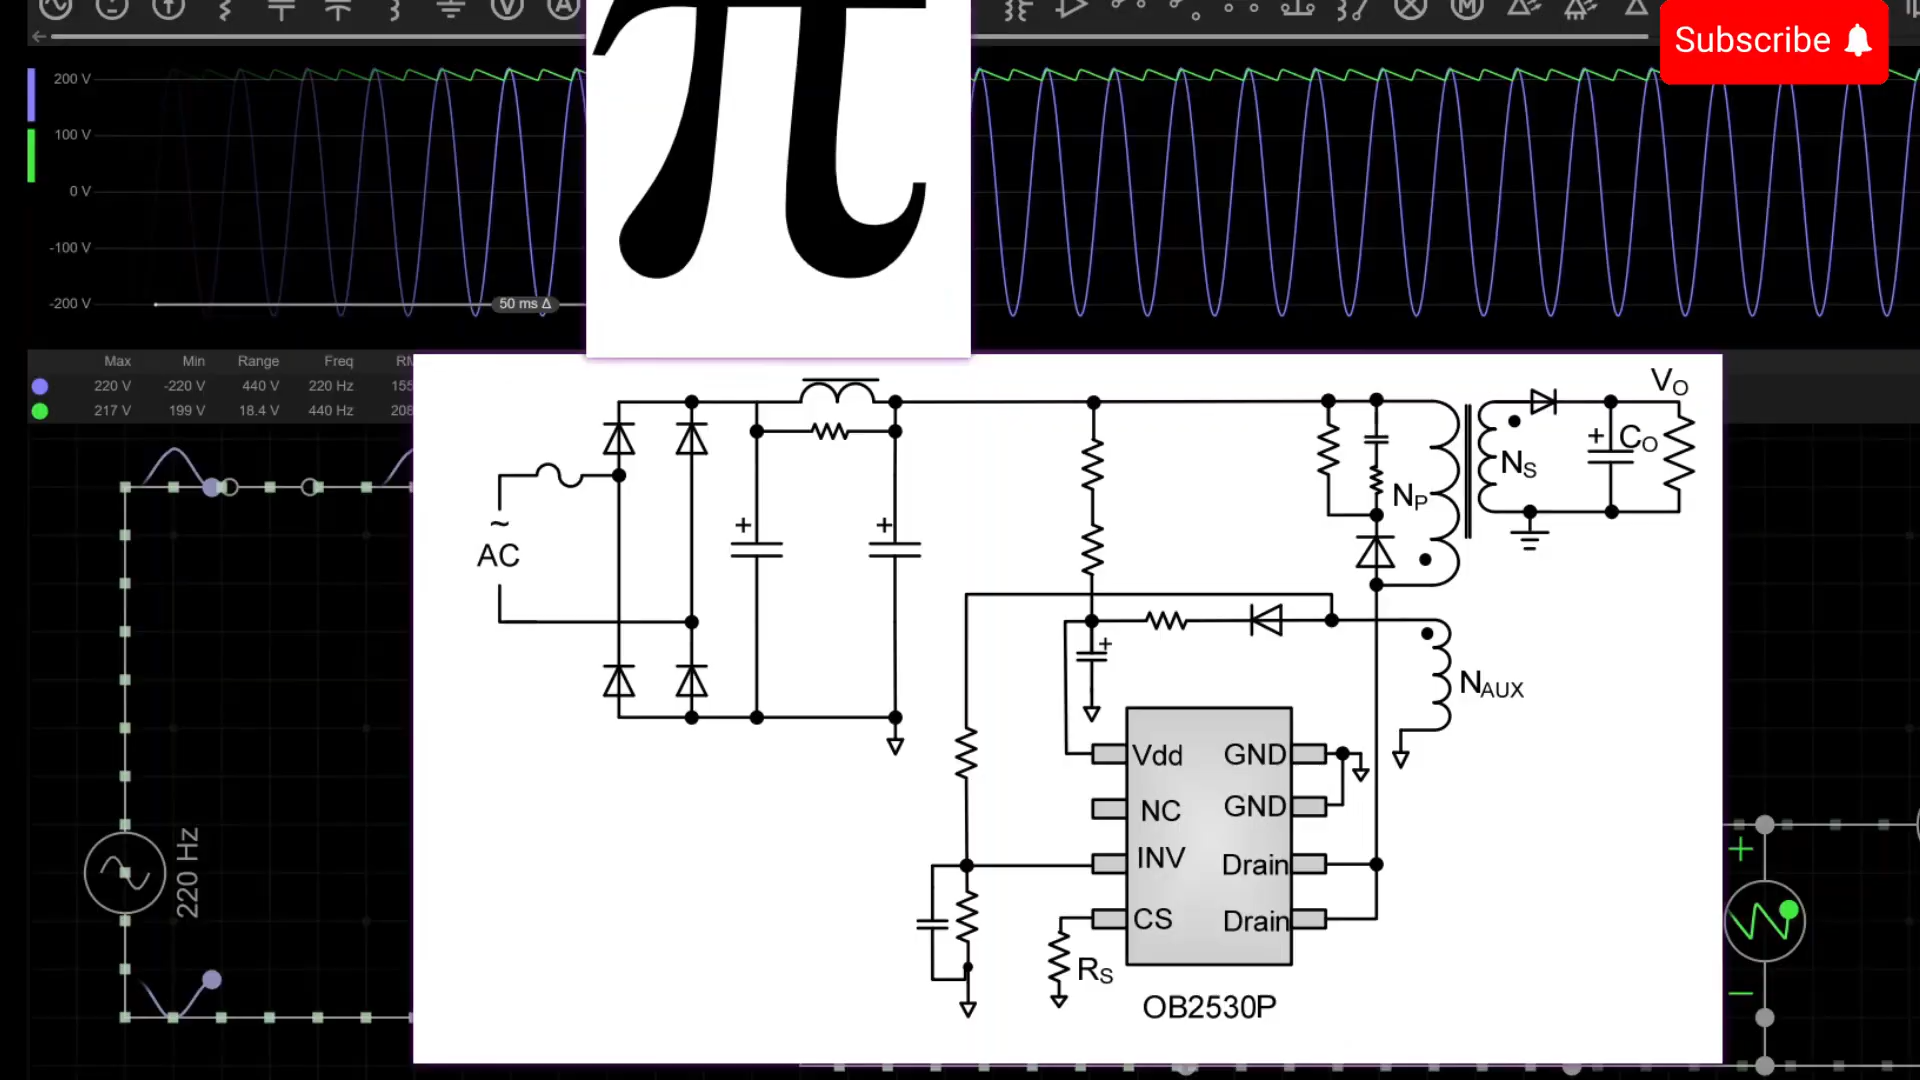 Subscribe
V A
M
200 V
100 V
0 V
-100 V
-200 V
50 ms Δ
π
Max Min Range Freq
220 V -220 V 440 V 220 Hz 155
217 V 199 V 18.4 V 440 Hz 208
220 Hz
~
AC
+
+
+
NP
NS
+
CO
VO
NAUX
Vdd GND
NC GND
INV Drain
CS Drain
RS
OB2530P
+
−